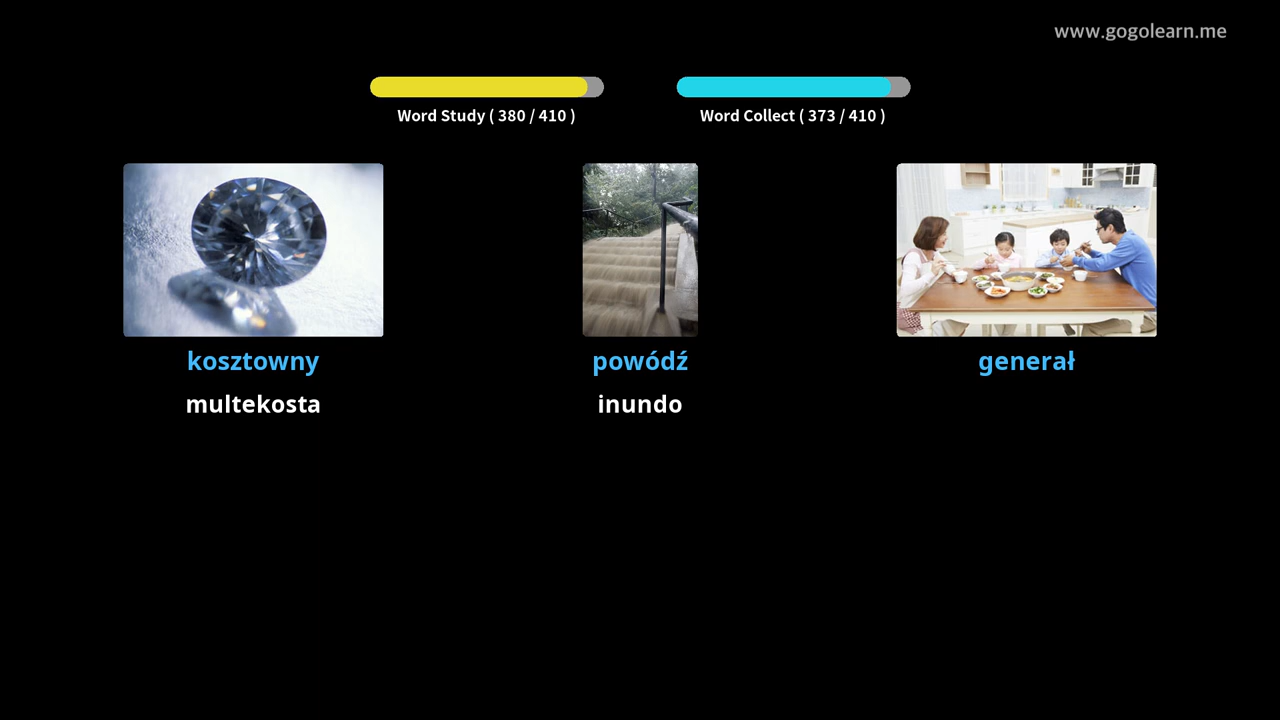 www.gogolearn.me
Word Study ( 380 / 410 )
Word Collect ( 373 / 410 )
kosztowny
powódź
generał
multekosta
inundo